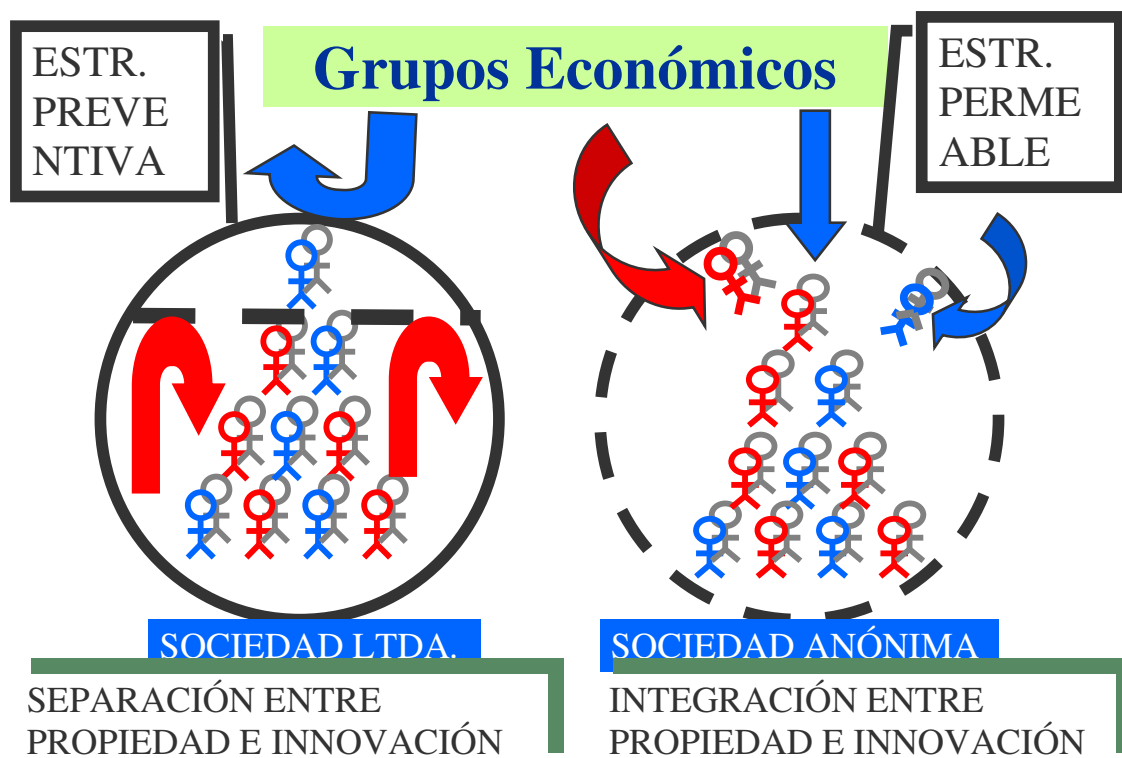 Grupos Económicos
ESTR.
PREVE
NTIVA
ESTR.
PERME
ABLE
SOCIEDAD LTDA.
SEPARACIÓN ENTRE
PROPIEDAD E INNOVACIÓN
SOCIEDAD ANÓNIMA
INTEGRACIÓN ENTRE
PROPIEDAD E INNOVACIÓN